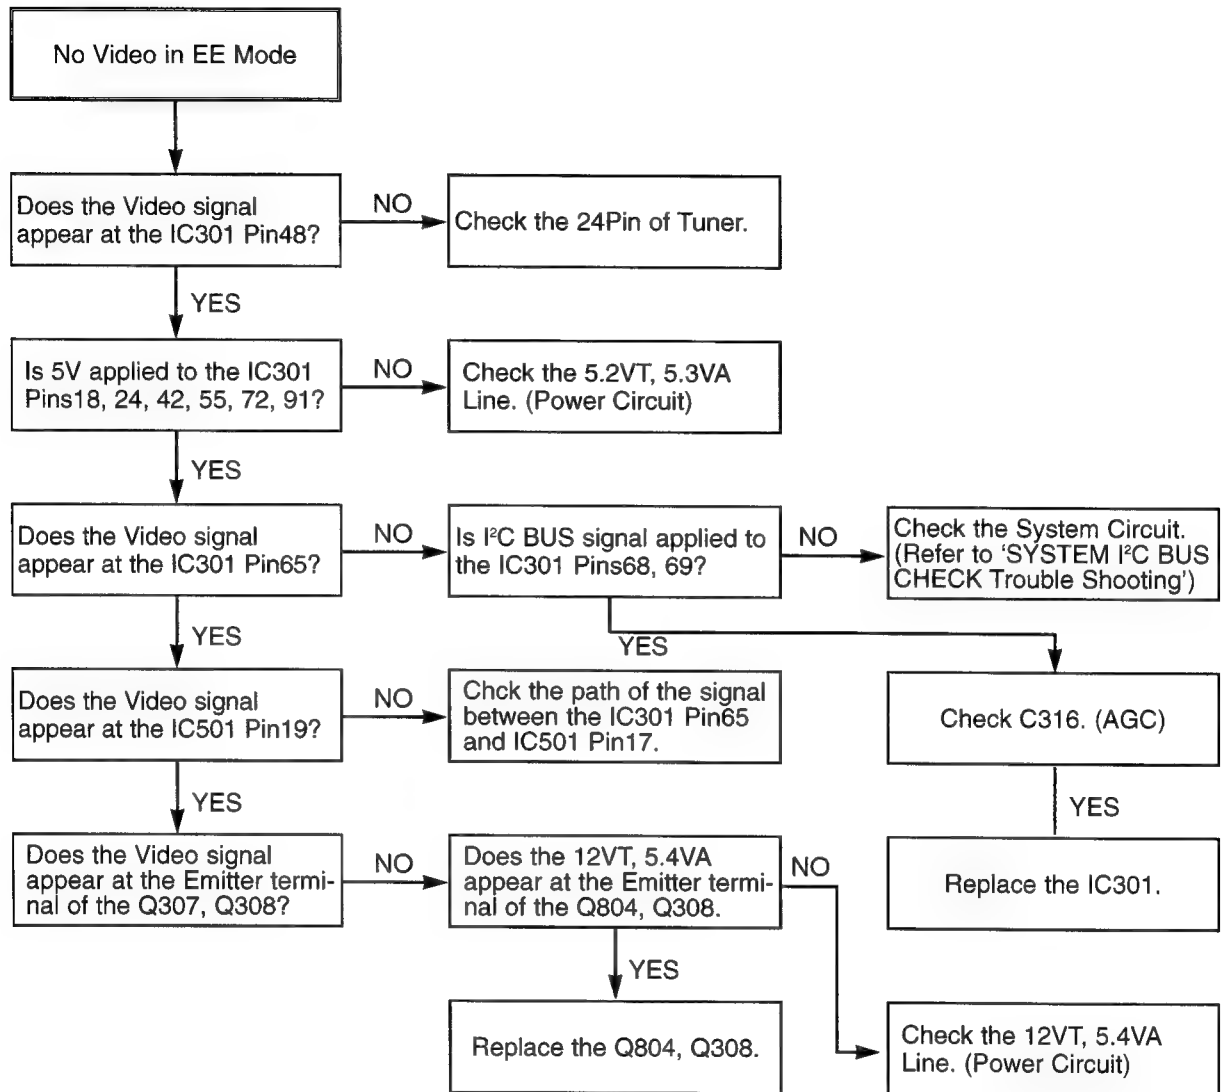 No Video in EE Mode
Does the Video signal
appear at the IC301 Pin48?
NO
Check the 24Pin of Tuner.
YES
Is 5V applied to the IC301
Pins18, 24, 42, 55, 72, 91?
NO
Check the 5.2VT, 5.3VA
Line. (Power Circuit)
YES
Does the Video signal
appear at the IC301 Pin65?
NO
Is I²C BUS signal applied to
the IC301 Pins68, 69?
NO
Check the System Circuit.
(Refer to ‘SYSTEM I²C BUS
CHECK Trouble Shooting’)
YES
YES
Does the Video signal
appear at the IC501 Pin19?
NO
Chck the path of the signal
between the IC301 Pin65
and IC501 Pin17.
Check C316. (AGC)
YES
YES
Does the Video signal
appear at the Emitter termi-
nal of the Q307, Q308?
NO
Does the 12VT, 5.4VA
appear at the Emitter termi-
nal of the Q804, Q308.
NO
Replace the IC301.
YES
Replace the Q804, Q308.
Check the 12VT, 5.4VA
Line. (Power Circuit)